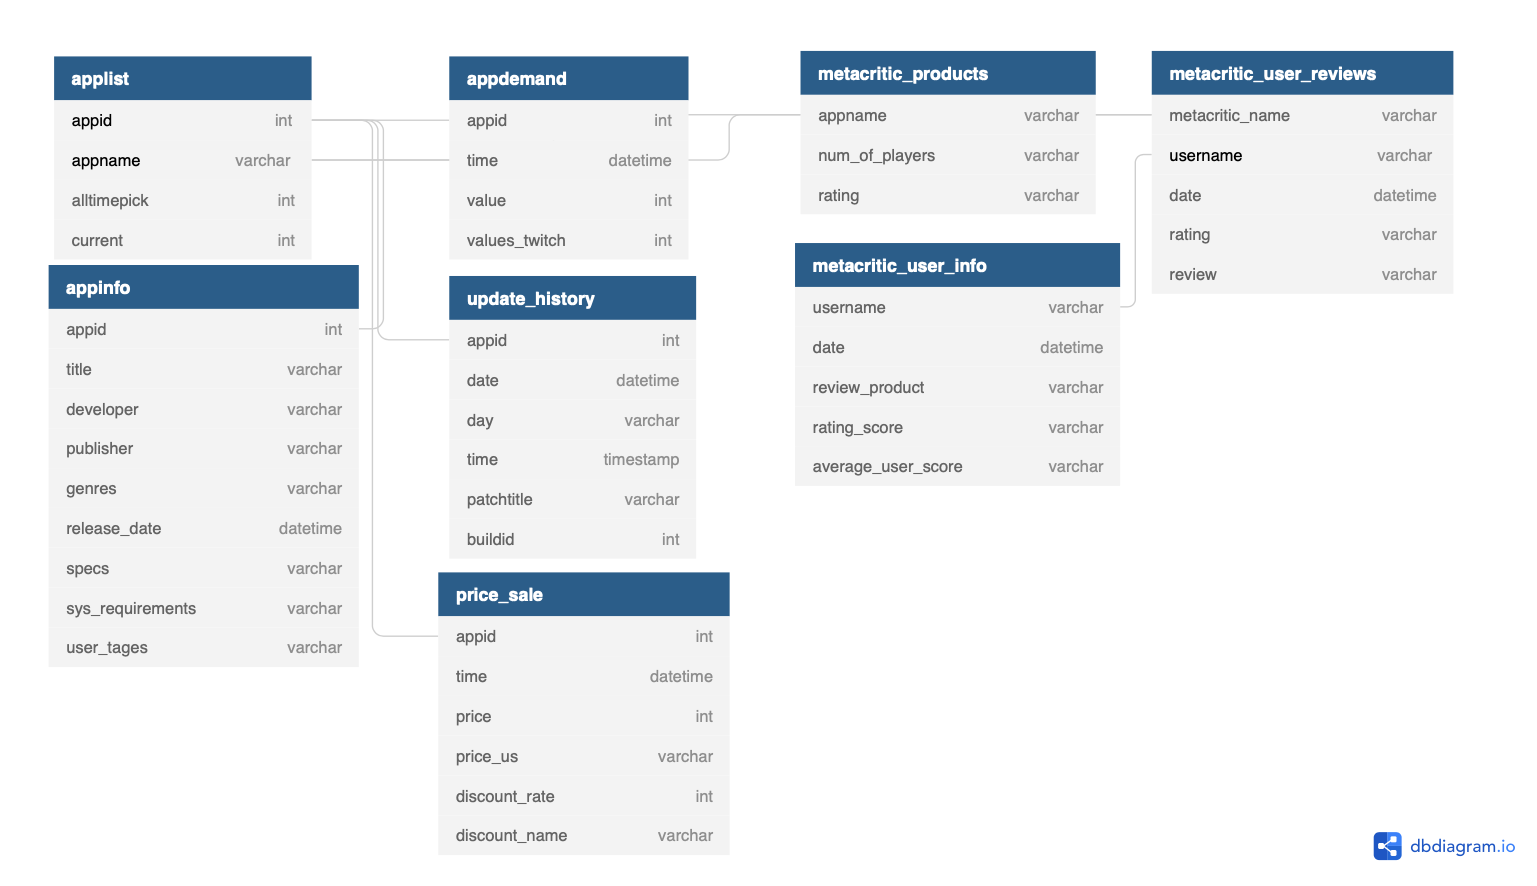 applist
appid int
appname varchar
alltimepick int
current int
appinfo
appid int
title varchar
developer varchar
publisher varchar
genres varchar
release_date datetime
specs varchar
sys_requirements varchar
user_tages varchar
appdemand
appid int
time datetime
value int
values_twitch int
update_history
appid int
date datetime
day varchar
time timestamp
patchtitle varchar
buildid int
price_sale
appid int
time datetime
price int
price_us varchar
discount_rate int
discount_name varchar
metacritic_products
appname varchar
num_of_players varchar
rating varchar
metacritic_user_info
username varchar
date datetime
review_product varchar
rating_score varchar
average_user_score varchar
metacritic_user_reviews
metacritic_name varchar
username varchar
date datetime
rating varchar
review varchar
dbdiagram.io